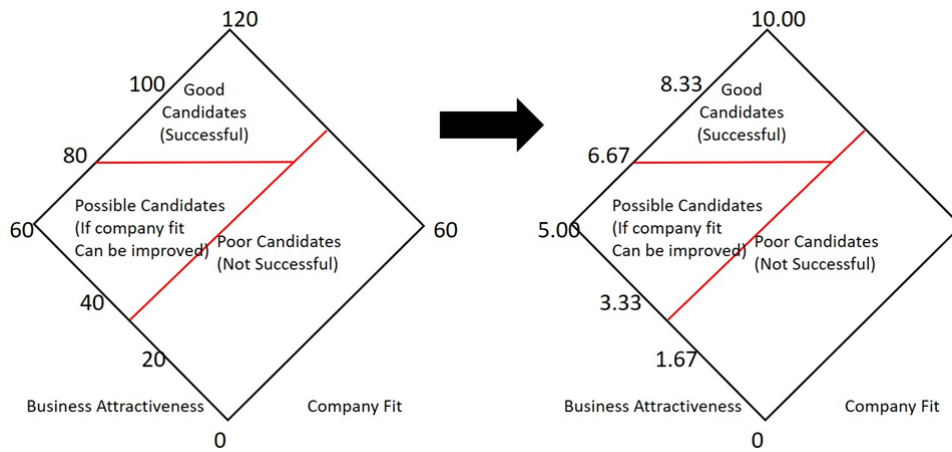 120
100
Good
Candidates
(Successful)
80
Possible Candidates
(If company fit
Can be improved)
60
60
Poor Candidates
(Not Successful)
40
20
Business Attractiveness
Company Fit
0
10.00
8.33
Good
Candidates
(Successful)
6.67
Possible Candidates
(If company fit
Can be improved)
5.00
Poor Candidates
(Not Successful)
3.33
1.67
Business Attractiveness
Company Fit
0